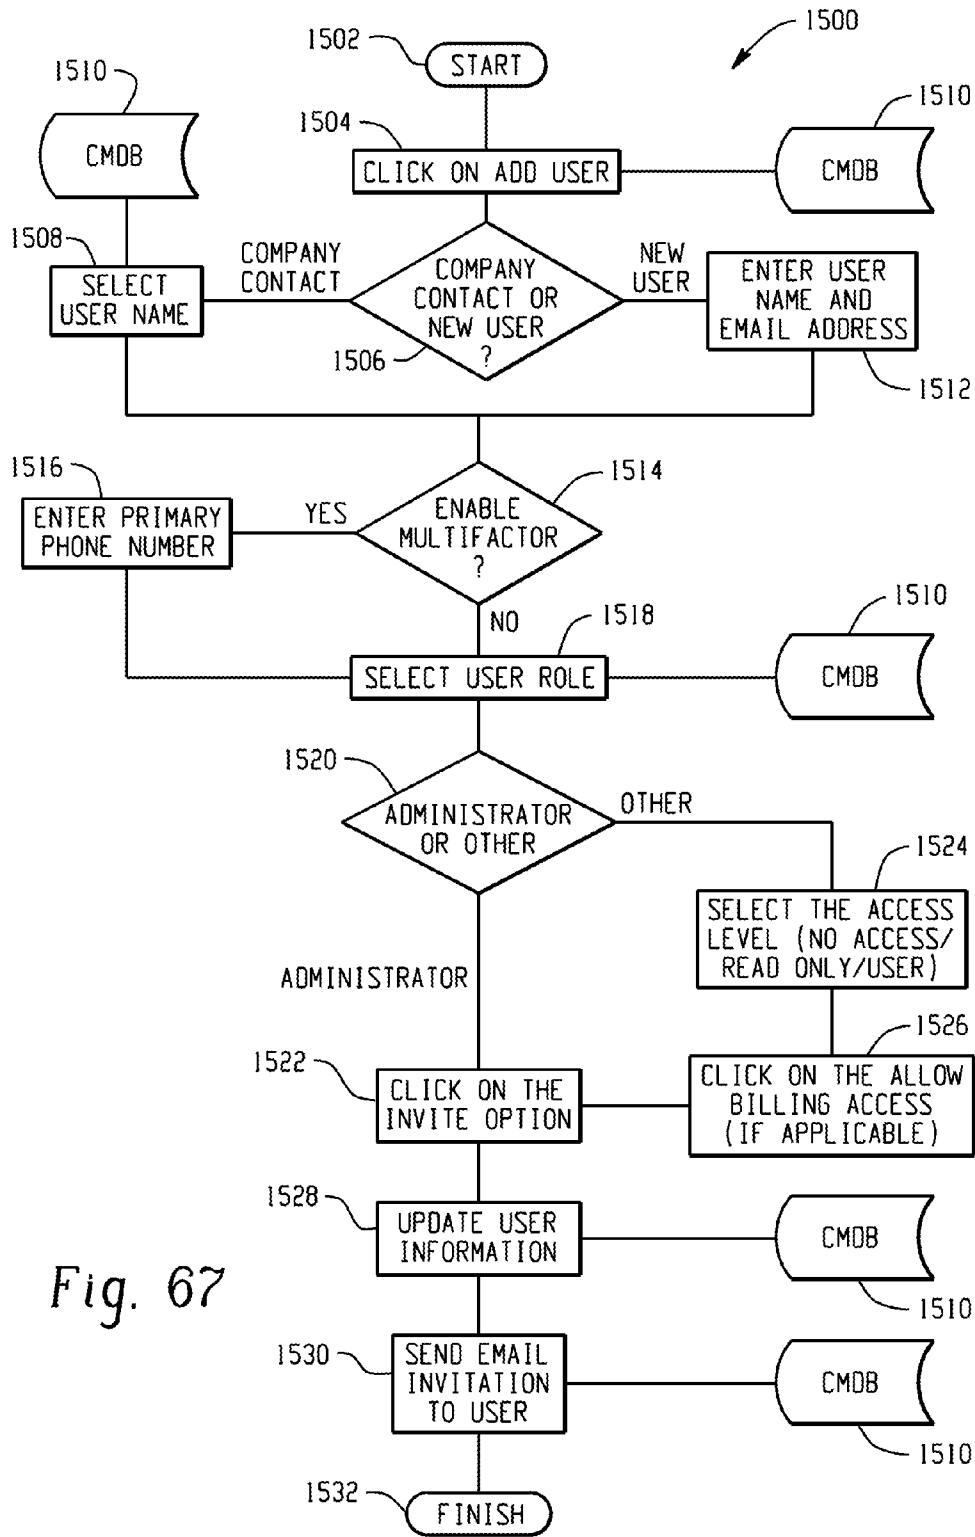 1500
1502
START
1510
CMDB
1504
CLICK ON ADD USER
1510
CMDB
1508
SELECT
USER NAME
COMPANY
CONTACT
COMPANY
CONTACT OR
NEW USER
?
1506
NEW
USER
ENTER USER
NAME AND
EMAIL ADDRESS
1512
1514
ENABLE
MULTIFACTOR
?
YES
1516
ENTER PRIMARY
PHONE NUMBER
NO
1518
SELECT USER ROLE
1510
CMDB
1520
ADMINISTRATOR
OR OTHER
OTHER
1524
SELECT THE ACCESS
LEVEL (NO ACCESS/
READ ONLY/USER)
ADMINISTRATOR
1526
CLICK ON THE ALLOW
BILLING ACCESS
(IF APPLICABLE)
1522
CLICK ON THE
INVITE OPTION
1528
UPDATE USER
INFORMATION
CMDB
1510
Fig. 67
1530
SEND EMAIL
INVITATION
TO USER
CMDB
1510
1532
FINISH